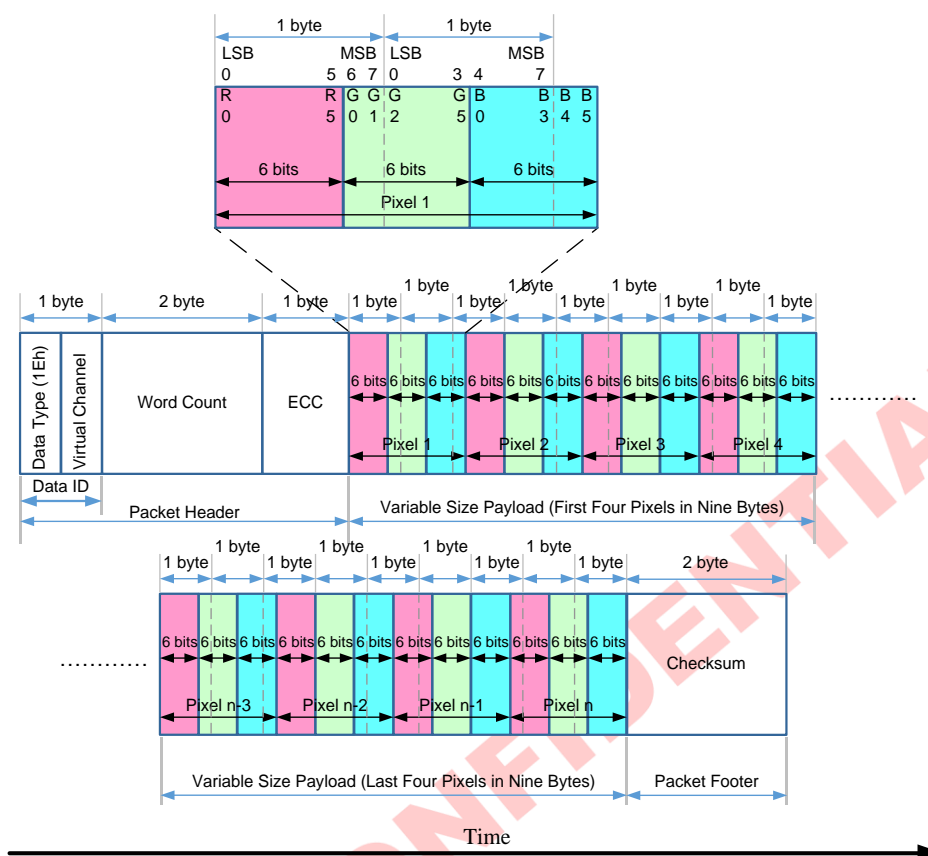 1 byte 1 byte
LSB MSB LSB MSB
0 5 6 7 0 3 4 7
R R G G G G B B B B
0 5 0 1 2 5 0 3 4 5
6 bits 6 bits 6 bits
Pixel 1
1 byte 1 byte 1 byte 1 byte
1 byte 2 byte 1 byte 1 byte 1 byte 1 byte 1 byte 1 byte
Data Type (1Eh)
Virtual Channel
Word Count
ECC
6 bits 6 bits 6 bits 6 bits 6 bits 6 bits 6 bits 6 bits 6 bits 6 bits 6 bits 6 bits
Pixel 1 Pixel 2 Pixel 3 Pixel 4
Data ID
Packet Header
Variable Size Payload (First Four Pixels in Nine Bytes)
1 byte 1 byte 1 byte 1 byte
1 byte 1 byte 1 byte 1 byte 1 byte 2 byte
6 bits 6 bits 6 bits 6 bits 6 bits 6 bits 6 bits 6 bits 6 bits 6 bits 6 bits 6 bits
Checksum
Pixel n-3 Pixel n-2 Pixel n-1 Pixel n
Variable Size Payload (Last Four Pixels in Nine Bytes)
Packet Footer
Time
CONFIDENTIA